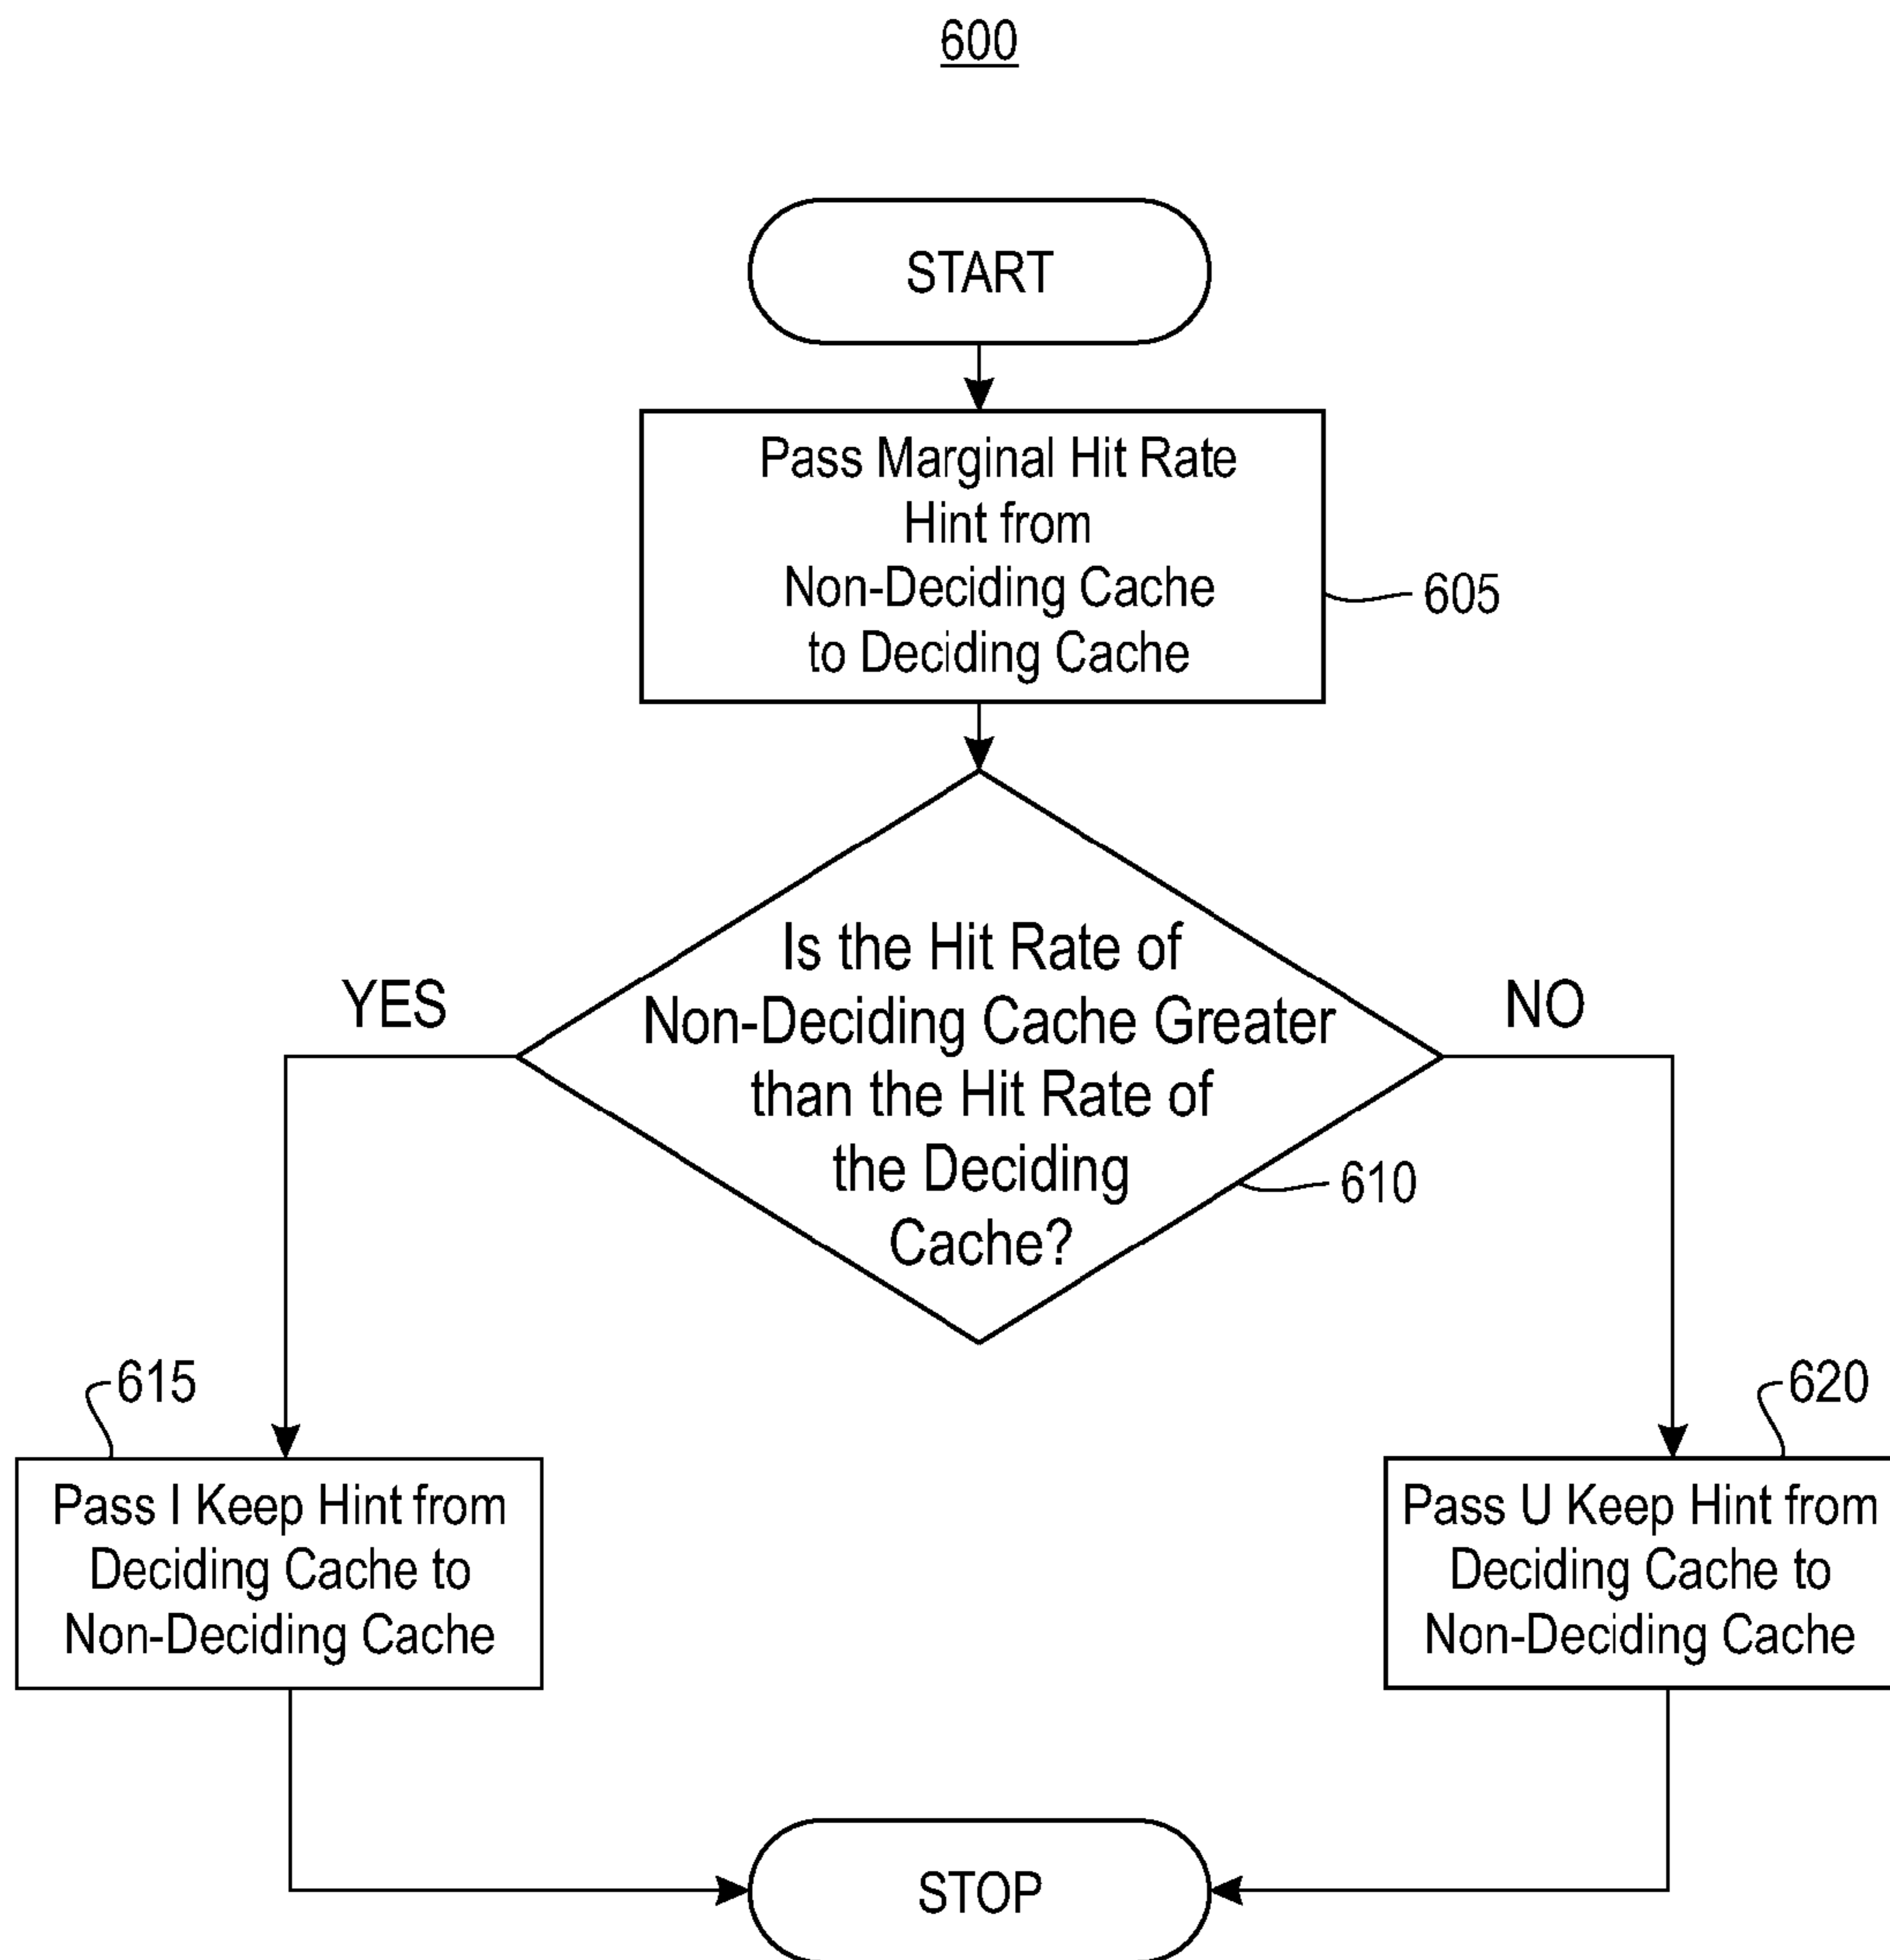 600
START
Pass Marginal Hit Rate
Hint from
Non-Deciding Cache
to Deciding Cache
605
Is the Hit Rate of
Non-Deciding Cache Greater
than the Hit Rate of
the Deciding
Cache?
610
YES
NO
615
Pass I Keep Hint from
Deciding Cache to
Non-Deciding Cache
620
Pass U Keep Hint from
Deciding Cache to
Non-Deciding Cache
STOP